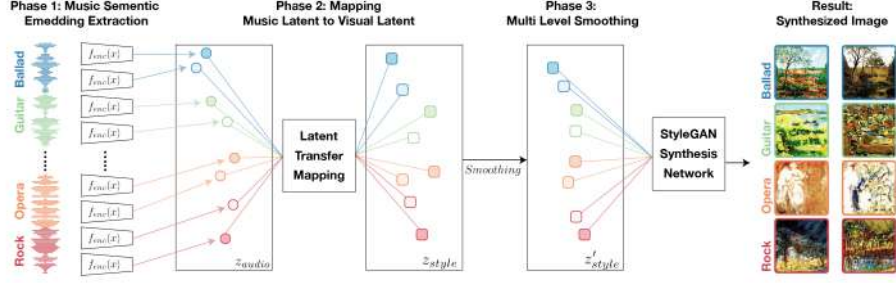 Phase 1: Music Sementic
Emedding Extraction
Phase 2: Mapping
Music Latent to Visual Latent
Phase 3:
Multi Level Smoothing
Result:
Synthesized Image
Ballad
Guitar
Opera
Rock
f_enc(x)
f_enc(x)
f_enc(x)
f_enc(x)
f_enc(x)
f_enc(x)
f_enc(x)
f_enc(x)
z_audio
Latent
Transfer
Mapping
z_style
Smoothing
z'_style
StyleGAN
Synthesis
Network
Ballad
Guitar
Opera
Rock